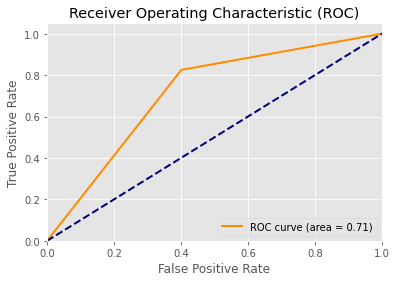 Receiver Operating Characteristic (ROC)
True Positive Rate
1.0
0.8
0.6
0.4
0.2
0.0
ROC curve (area = 0.71)
0.0 0.2 0.4 0.6 0.8 1.0
False Positive Rate